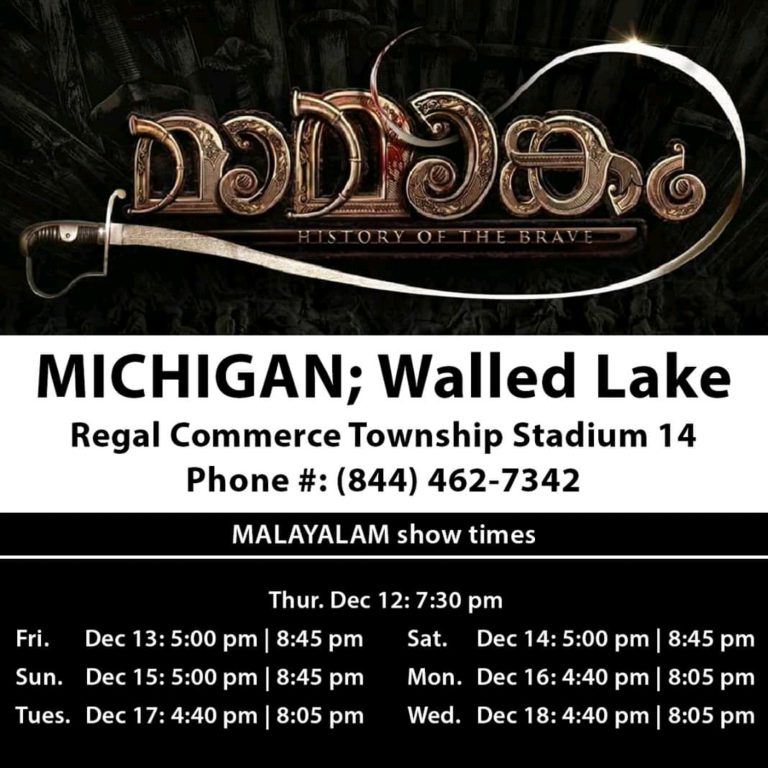 മാമാങ്കം
HISTORY OF THE BRAVE
MICHIGAN; Walled Lake
Regal Commerce Township Stadium 14
Phone #: (844) 462-7342
MALAYALAM show times
Thur. Dec 12: 7:30 pm
Fri. Dec 13: 5:00 pm | 8:45 pm Sat. Dec 14: 5:00 pm | 8:45 pm
Sun. Dec 15: 5:00 pm | 8:45 pm Mon. Dec 16: 4:40 pm | 8:05 pm
Tues. Dec 17: 4:40 pm | 8:05 pm Wed. Dec 18: 4:40 pm | 8:05 pm